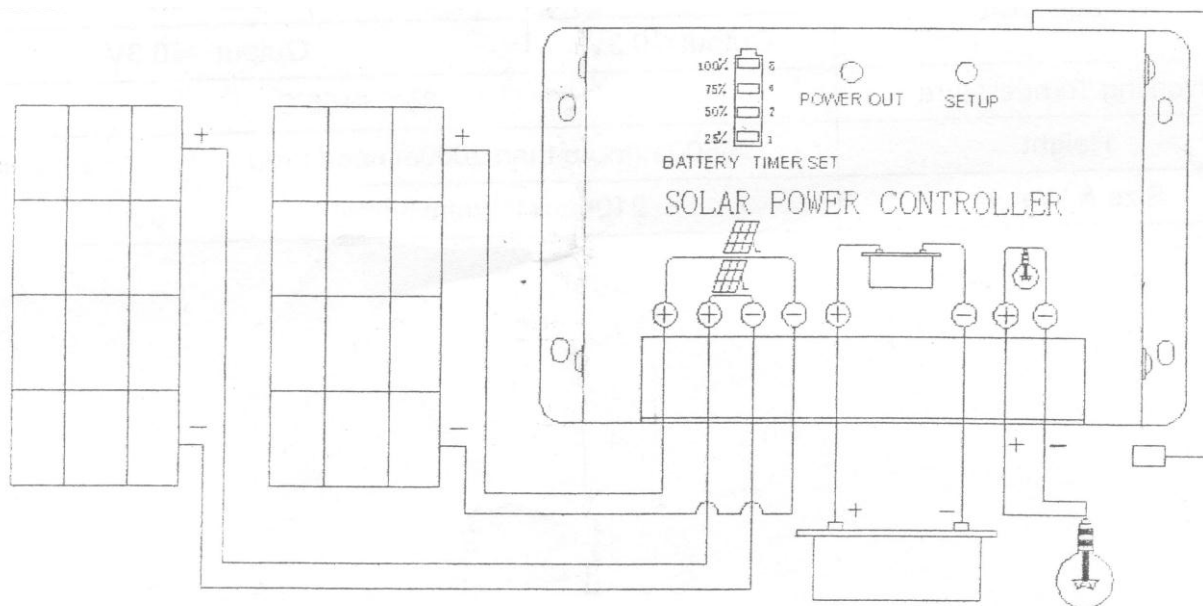 100% 8
75% 4
50% 2
25% 1
BATTERY TIMER SET
POWER OUT
SETUP
SOLAR POWER CONTROLLER
+ +
+ + − − + − + −
− −
+ −
+ −